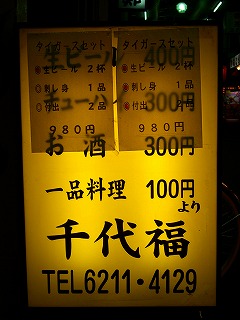 タイガースセット
◎生ビール 2杯
◎刺し身 1品
◎付出 2品
980円
タイガースセット
◎生ビール 2杯
◎刺し身 1品
◎付出 2品
980円
生ビール 400円
チューハイ 300円
お酒 300円
一品料理 100円より
千代福
TEL6211・4129